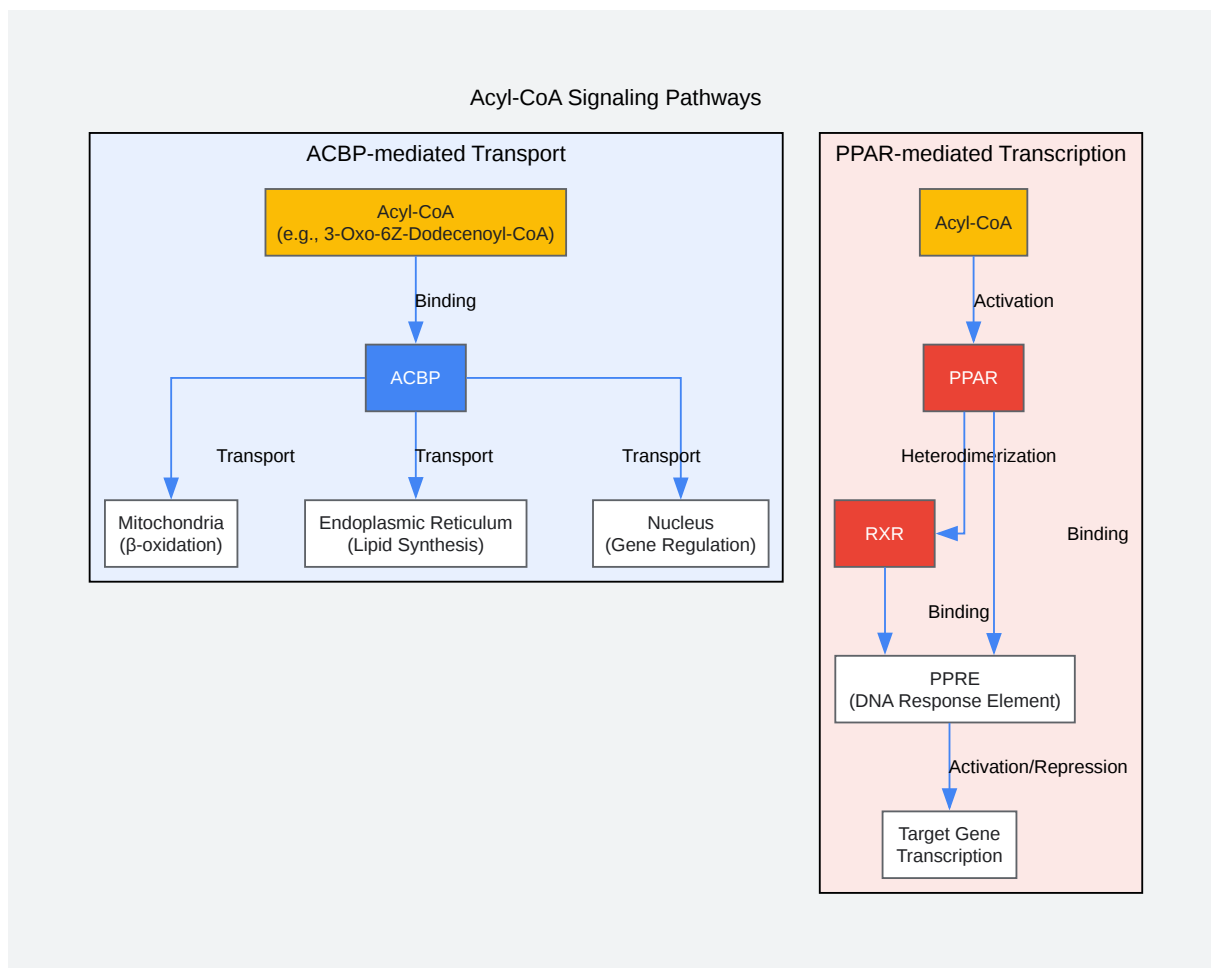 Acyl-CoA Signaling Pathways
ACBP-mediated Transport
Acyl-CoA
(e.g., 3-Oxo-6Z-Dodecenoyl-CoA)
Binding
ACBP
Transport
Transport
Transport
Mitochondria
(β-oxidation)
Endoplasmic Reticulum
(Lipid Synthesis)
Nucleus
(Gene Regulation)
PPAR-mediated Transcription
Acyl-CoA
Activation
PPAR
Heterodimerization
RXR
Binding
Binding
PPRE
(DNA Response Element)
Activation/Repression
Target Gene
Transcription